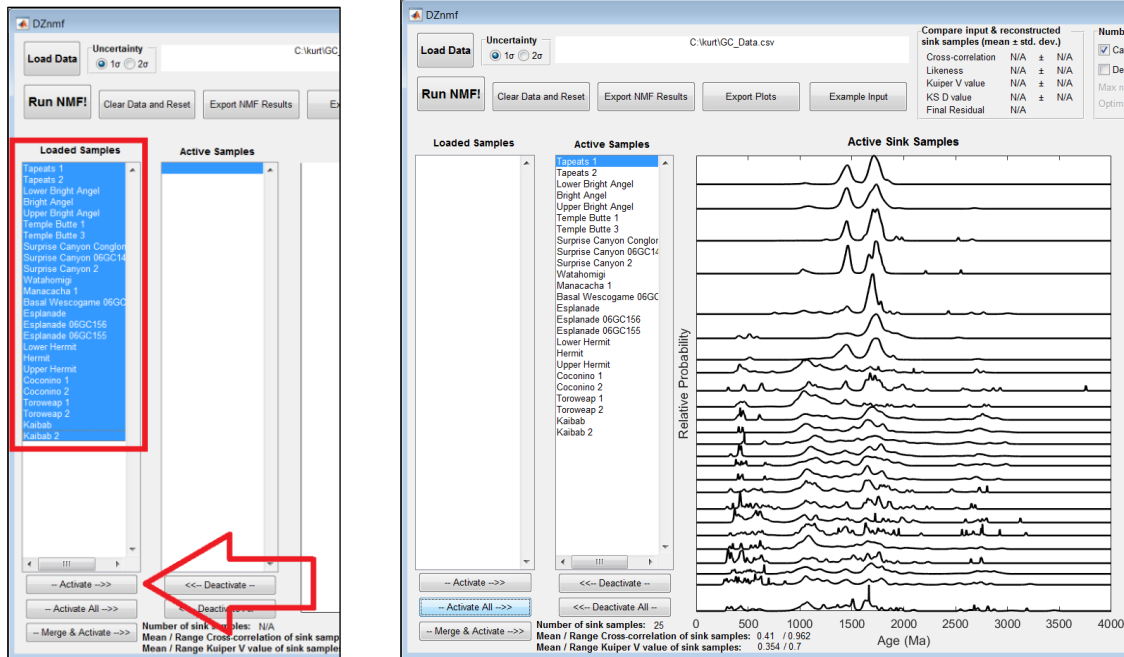 DZnmf
Load Data
Uncertainty
1σ 2σ
C:\kurt\GC_
Run NMF!
Clear Data and Reset
Export NMF Results
Loaded Samples
Active Samples
Tapeats 1
Tapeats 2
Lower Bright Angel
Bright Angel
Upper Bright Angel
Temple Butte 1
Temple Butte 3
Surprise Canyon Conglor
Surprise Canyon 06GC14
Surprise Canyon 2
Watahomigi
Manacacha 1
Basal Wescogame 06GC
Esplanade
Esplanade 06GC156
Esplanade 06GC155
Lower Hermit
Hermit
Upper Hermit
Coconino 1
Coconino 2
Toroweap 1
Toroweap 2
Kaibab
Kaibab 2
-- Activate -->>
<<-- Deactivate --
-- Activate All -->>
-- Merge & Activate -->>
Number of sink samples: N/A
Mean / Range Cross-correlation of sink samp
Mean / Range Kuiper V value of sink sample
DZnmf
Load Data
Uncertainty
1σ 2σ
C:\kurt\GC_Data.csv
Run NMF!
Clear Data and Reset
Export NMF Results
Export Plots
Example Input
Compare input & reconstructed
sink samples (mean ± std. dev.)
Cross-correlation N/A ± N/A
Likeness N/A ± N/A
Kuiper V value N/A ± N/A
KS D value N/A ± N/A
Final Residual N/A
Numb
Ca
De
Max n
Optim
Loaded Samples
Active Samples
Active Sink Samples
Tapeats 1
Tapeats 2
Lower Bright Angel
Bright Angel
Upper Bright Angel
Temple Butte 1
Temple Butte 3
Surprise Canyon Conglor
Surprise Canyon 06GC14
Surprise Canyon 2
Watahomigi
Manacacha 1
Basal Wescogame 06GC
Esplanade
Esplanade 06GC156
Esplanade 06GC155
Lower Hermit
Hermit
Upper Hermit
Coconino 1
Coconino 2
Toroweap 1
Toroweap 2
Kaibab
Kaibab 2
Relative Probability
-- Activate -->>
<<-- Deactivate --
-- Activate All -->>
<<-- Deactivate All --
-- Merge & Activate -->>
Number of sink samples: 25
Mean / Range Cross-correlation of sink samples: 0.41 / 0.962
Mean / Range Kuiper V value of sink samples: 0.354 / 0.7
0 500 1000 1500 2000 2500 3000 3500 4000
Age (Ma)